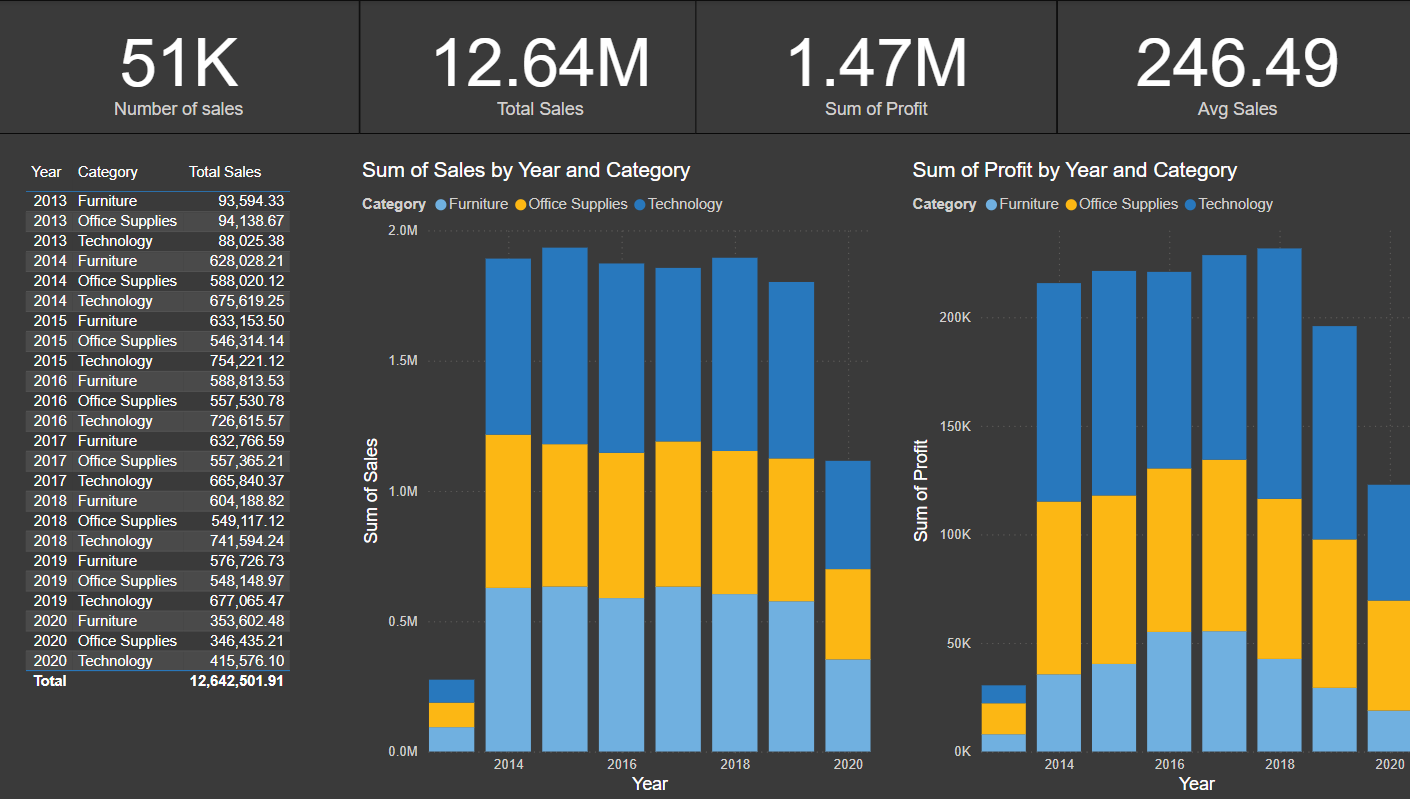 51K
Number of sales
12.64M
Total Sales
1.47M
Sum of Profit
246.49
Avg Sales
Year Category Total Sales
2013 Furniture 93,594.33
2013 Office Supplies 94,138.67
2013 Technology 88,025.38
2014 Furniture 628,028.21
2014 Office Supplies 588,020.12
2014 Technology 675,619.25
2015 Furniture 633,153.50
2015 Office Supplies 546,314.14
2015 Technology 754,221.12
2016 Furniture 588,813.53
2016 Office Supplies 557,530.78
2016 Technology 726,615.57
2017 Furniture 632,766.59
2017 Office Supplies 557,365.21
2017 Technology 665,840.37
2018 Furniture 604,188.82
2018 Office Supplies 549,117.12
2018 Technology 741,594.24
2019 Furniture 576,726.73
2019 Office Supplies 548,148.97
2019 Technology 677,065.47
2020 Furniture 353,602.48
2020 Office Supplies 346,435.21
2020 Technology 415,576.10
Total 12,642,501.91
Sum of Sales by Year and Category
Category Furniture Office Supplies Technology
Sum of Sales
2.0M
1.5M
1.0M
0.5M
0.0M
2014 2016 2018 2020
Year
Sum of Profit by Year and Category
Category Furniture Office Supplies Technology
Sum of Profit
200K
150K
100K
50K
0K
2014 2016 2018 2020
Year